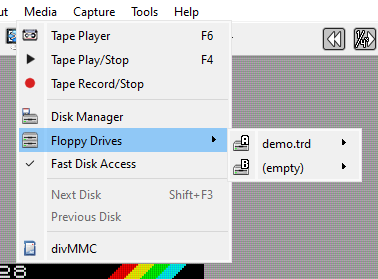 ut Media Capture Tools Help
Tape Player F6
Tape Play/Stop F4
Tape Record/Stop
Disk Manager
Floppy Drives
A demo.trd
Fast Disk Access
B (empty)
Next Disk Shift+F3
Previous Disk
divMMC
28